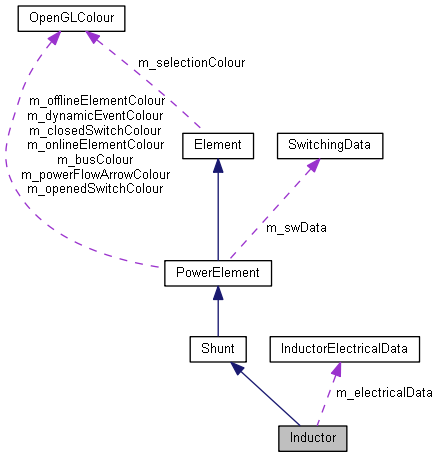 OpenGLColour
m_selectionColour
m_offlineElementColour
m_dynamicEventColour
m_closedSwitchColour
m_onlineElementColour
m_busColour
m_powerFlowArrowColour
m_openedSwitchColour
Element
SwitchingData
m_swData
PowerElement
Shunt
InductorElectricalData
m_electricalData
Inductor